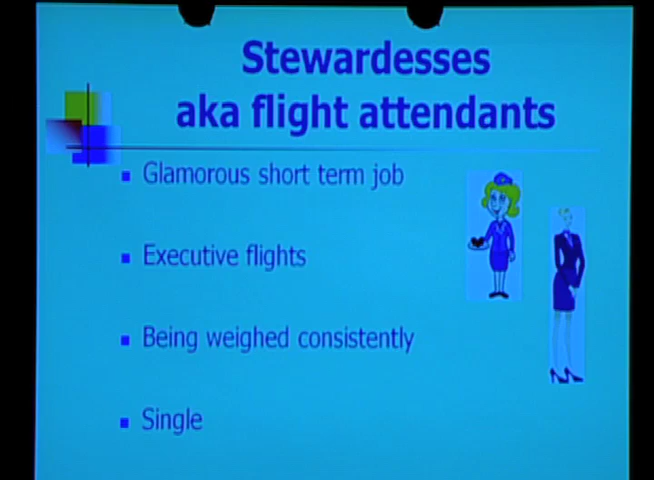 Stewardesses
aka flight attendants
Glamorous short term job
Executive flights
Being weighed consistently
Single